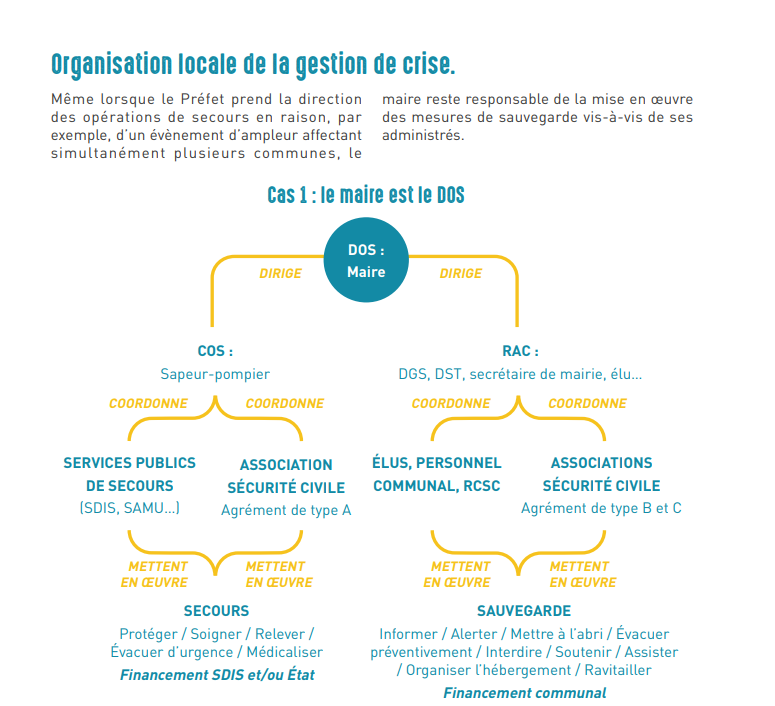 Organisation locale de la gestion de crise.
Même lorsque le Préfet prend la direction
des opérations de secours en raison, par
exemple, d'un évènement d'ampleur affectant
simultanément plusieurs communes, le
maire reste responsable de la mise en œuvre
des mesures de sauvegarde vis-à-vis de ses
administrés.
Cas 1 : le maire est le DOS
DOS :
Maire
DIRIGE
DIRIGE
COS :
Sapeur-pompier
RAC :
DGS, DST, secrétaire de mairie, élu...
COORDONNE
COORDONNE
COORDONNE
COORDONNE
SERVICES PUBLICS
DE SECOURS
(SDIS, SAMU...)
ASSOCIATION
SÉCURITÉ CIVILE
Agrément de type A
ÉLUS, PERSONNEL
COMMUNAL, RCSC
ASSOCIATIONS
SÉCURITÉ CIVILE
Agrément de type B et C
METTENT
EN ŒUVRE
METTENT
EN ŒUVRE
METTENT
EN ŒUVRE
METTENT
EN ŒUVRE
SECOURS
Protéger / Soigner / Relever /
Évacuer d'urgence / Médicaliser
Financement SDIS et/ou État
SAUVEGARDE
Informer / Alerter / Mettre à l'abri / Évacuer
préventivement / Interdire / Soutenir / Assister
/ Organiser l'hébergement / Ravitailler
Financement communal